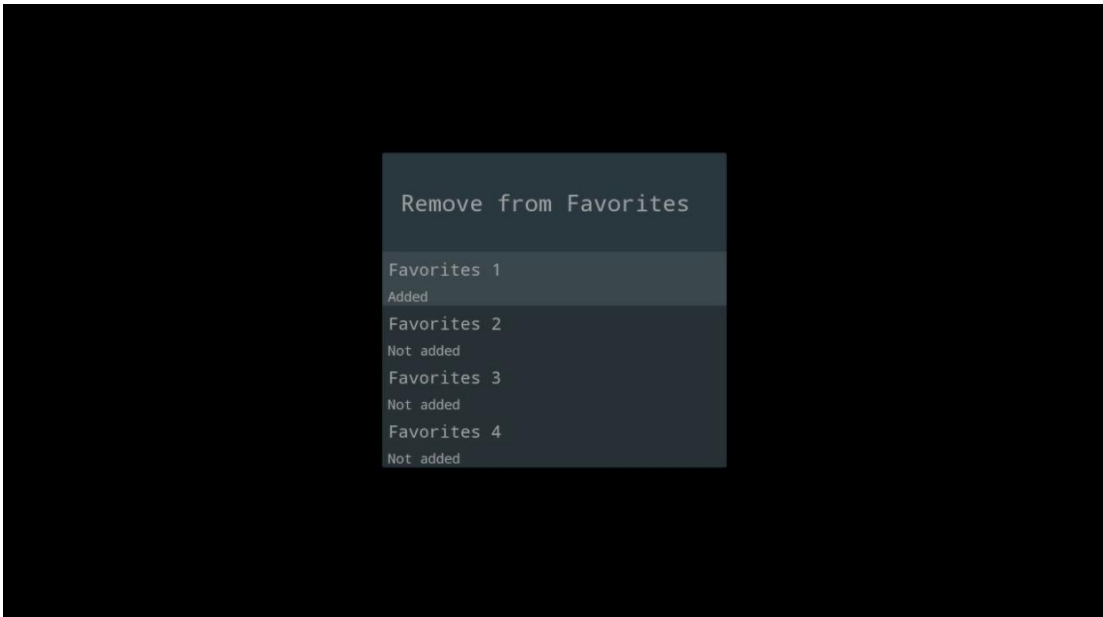 Remove from Favorites
Favorites 1
Added
Favorites 2
Not added
Favorites 3
Not added
Favorites 4
Not added